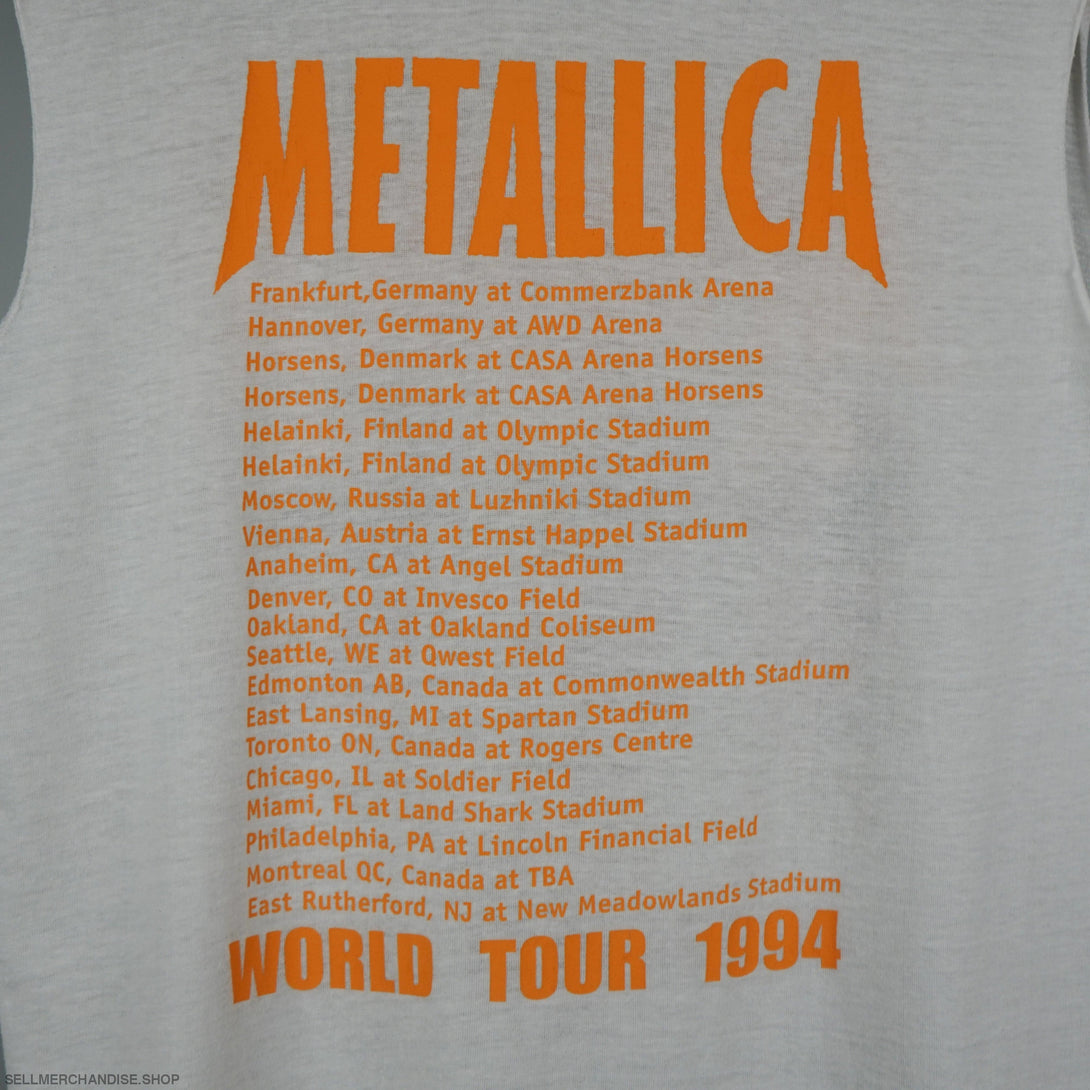 METALLICA
Frankfurt,Germany at Commerzbank Arena
Hannover, Germany at AWD Arena
Horsens, Denmark at CASA Arena Horsens
Horsens, Denmark at CASA Arena Horsens
Helainki, Finland at Olympic Stadium
Helainki, Finland at Olympic Stadium
Moscow, Russia at Luzhniki Stadium
Vienna, Austria at Ernst Happel Stadium
Anaheim, CA at Angel Stadium
Denver, CO at Invesco Field
Oakland, CA at Oakland Coliseum
Seattle, WE at Qwest Field
Edmonton AB, Canada at Commonwealth Stadium
East Lansing, MI at Spartan Stadium
Toronto ON, Canada at Rogers Centre
Chicago, IL at Soldier Field
Miami, FL at Land Shark Stadium
Philadelphia, PA at Lincoln Financial Field
Montreal QC, Canada at TBA
East Rutherford, NJ at New Meadowlands Stadium
WORLD TOUR 1994
SELLMERCHANDISE.SHOP